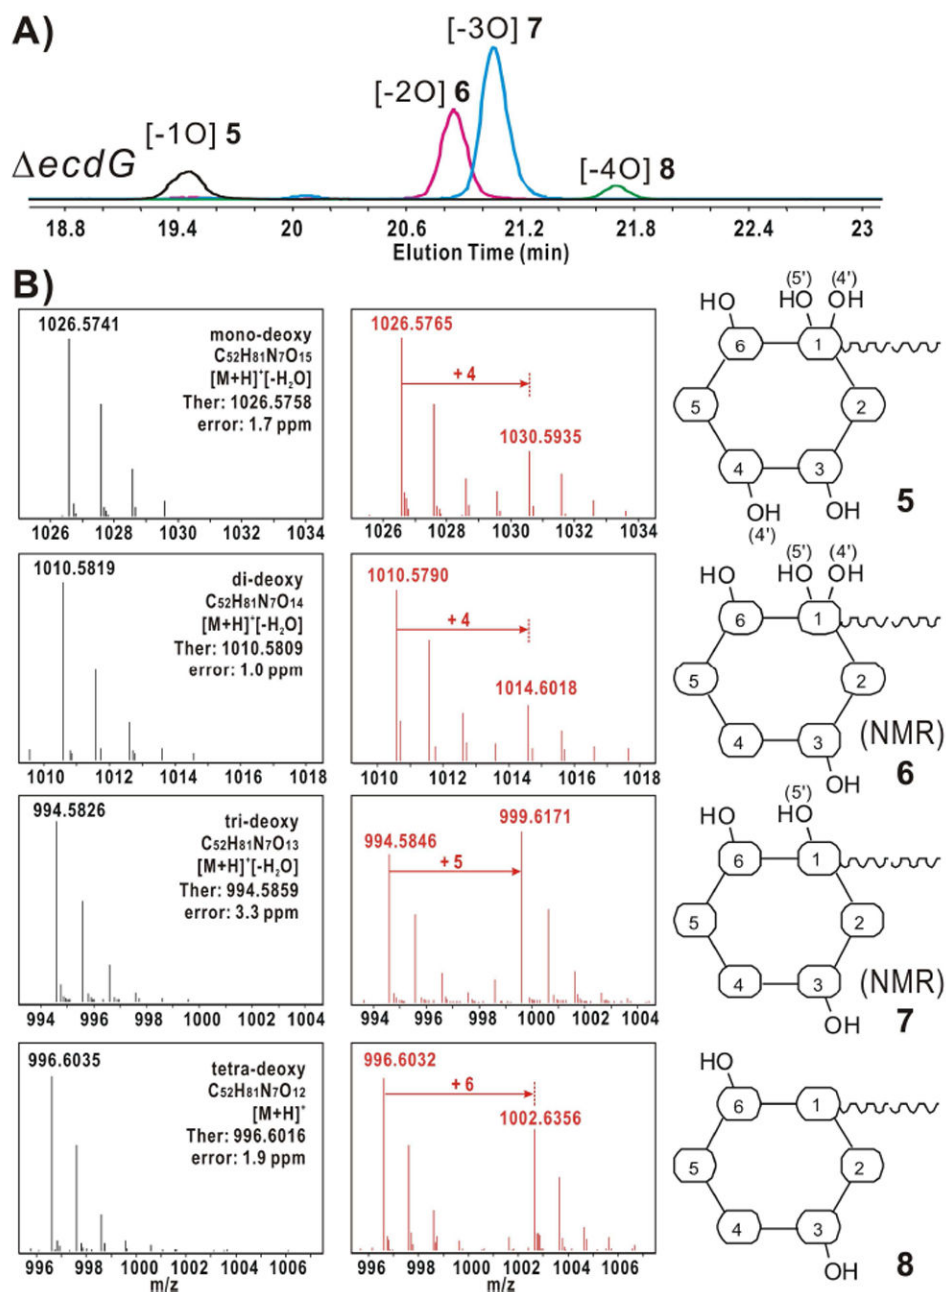 A)
[-3O] 7
[-2O] 6
[-1O] 5
[-4O] 8
ΔecdG
18.8 19.4 20 20.6 21.2 21.8 22.4 23
Elution Time (min)
B)
1026.5741
mono-deoxy
C52H81N7O15
[M+H]+[-H2O]
Ther: 1026.5758
error: 1.7 ppm
1026 1028 1030 1032 1034
1026.5765
+ 4
1030.5935
1026 1028 1030 1032 1034
(5') (4')
HO HO OH
6 1
5 2
4 3
OH OH
(4')
5
1010.5819
di-deoxy
C52H81N7O14
[M+H]+[-H2O]
Ther: 1010.5809
error: 1.0 ppm
1010 1012 1014 1016 1018
1010.5790
+ 4
1014.6018
1010 1012 1014 1016 1018
(5') (4')
HO HO OH
6 1
5 2
4 3
OH
(NMR)
6
994.5826
tri-deoxy
C52H81N7O13
[M+H]+[-H2O]
Ther: 994.5859
error: 3.3 ppm
994 996 998 1000 1002 1004
994.5846
+ 5
999.6171
994 996 998 1000 1002 1004
(5')
HO HO
6 1
5 2
4 3
OH
(NMR)
7
996.6035
tetra-deoxy
C52H81N7O12
[M+H]+
Ther: 996.6016
error: 1.9 ppm
996 998 1000 1002 1004 1006
m/z
996.6032
+ 6
1002.6356
996 998 1000 1002 1004 1006
m/z
HO
6 1
5 2
4 3
OH
8